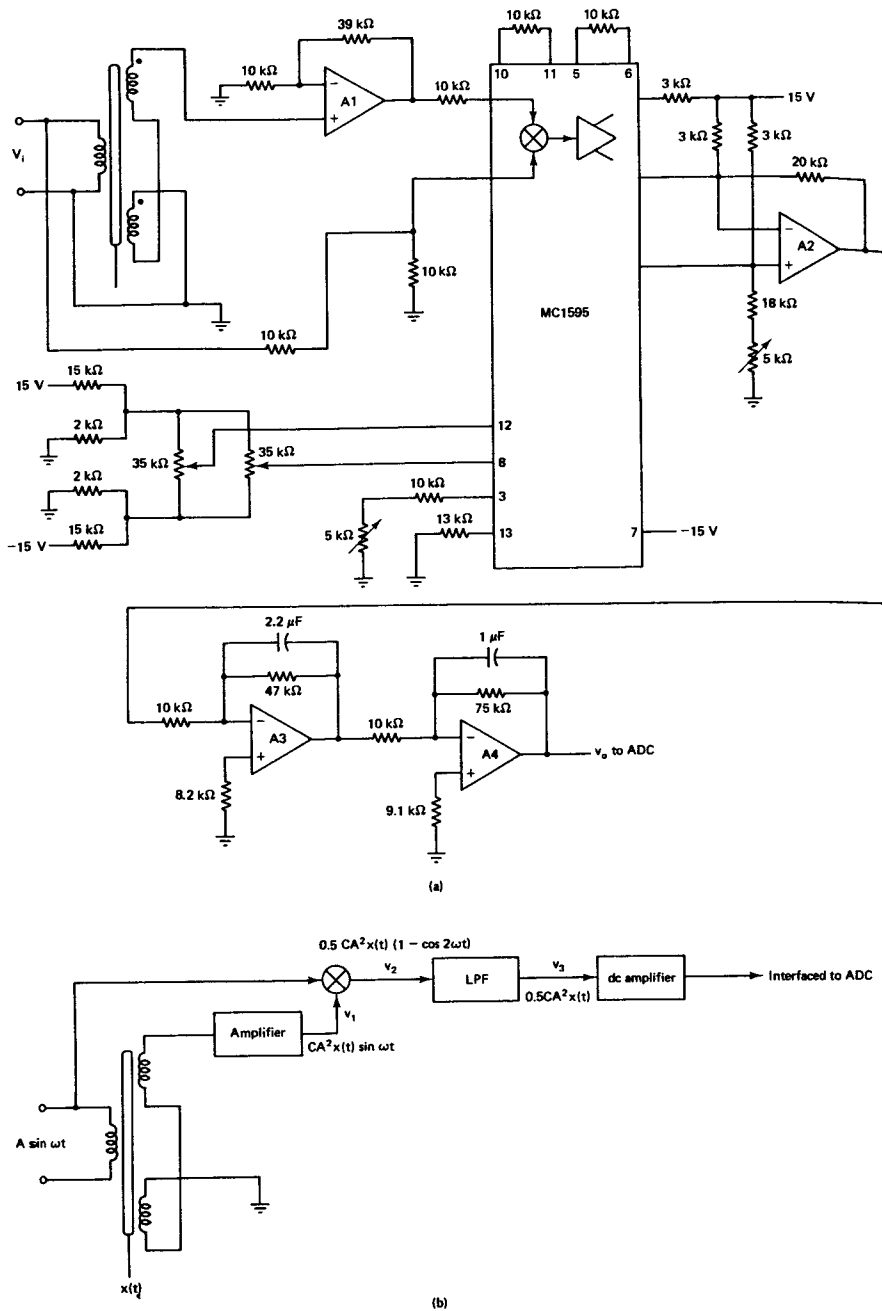 39 kΩ
10 kΩ
10 kΩ
10 kΩ
−
A1
+
10 kΩ
10
11
5
6
3 kΩ
15 V
3 kΩ
3 kΩ
20 kΩ
Vi
−
A2
+
10 kΩ
18 kΩ
MC1595
10 kΩ
5 kΩ
15 kΩ
15 V
2 kΩ
12
35 kΩ
35 kΩ
8
2 kΩ
10 kΩ
3
15 kΩ
−15 V
5 kΩ
13 kΩ
13
7
−15 V
2.2 μF
1 μF
47 kΩ
75 kΩ
10 kΩ
−
A3
+
10 kΩ
−
A4
+
vo to ADC
8.2 kΩ
9.1 kΩ
(a)
0.5 CA²x(t) (1 − cos 2ωt)
v2
LPF
v3
dc amplifier
Interfaced to ADC
0.5CA²x(t)
v1
Amplifier
CA²x(t) sin ωt
A sin ωt
x(t)
(b)